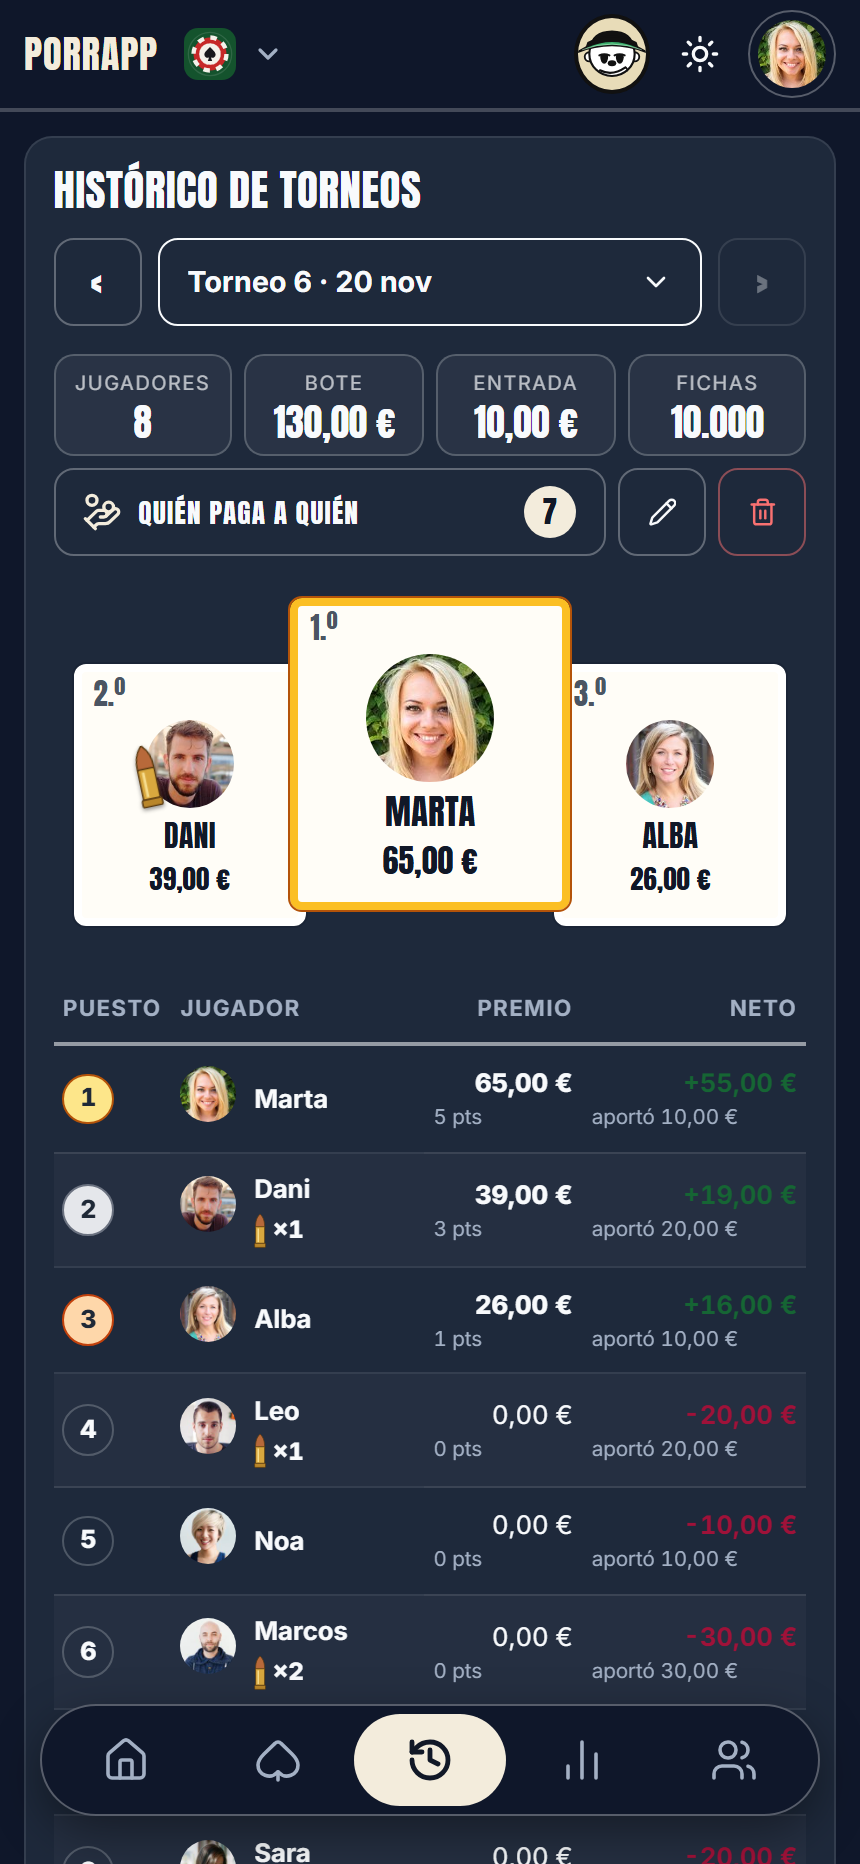 PORRAPP
HISTÓRICO DE TORNEOS
Torneo 6 · 20 nov
JUGADORES BOTE ENTRADA FICHAS
8 130,00 € 10,00 € 10.000
QUIÉN PAGA A QUIÉN 7
1.º
2.º 3.º
MARTA
65,00 €
DANI ALBA
39,00 € 26,00 €
PUESTO JUGADOR PREMIO NETO
1 Marta 65,00 € +55,00 €
5 pts aportó 10,00 €
2 Dani 39,00 € +19,00 €
×1 3 pts aportó 20,00 €
3 Alba 26,00 € +16,00 €
1 pts aportó 10,00 €
4 Leo 0,00 € -20,00 €
×1 0 pts aportó 20,00 €
5 Noa 0,00 € -10,00 €
0 pts aportó 10,00 €
6 Marcos 0,00 € -30,00 €
×2 0 pts aportó 30,00 €
Sara 0,00 € -20,00 €